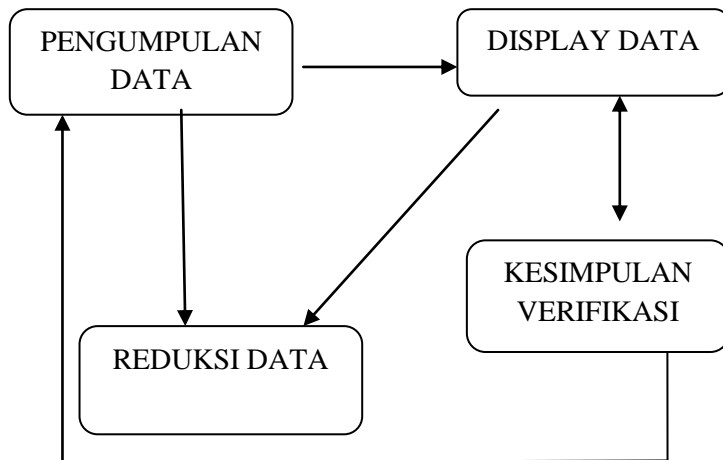 PENGUMPULAN
DATA
DISPLAY DATA
KESIMPULAN
VERIFIKASI
REDUKSI DATA